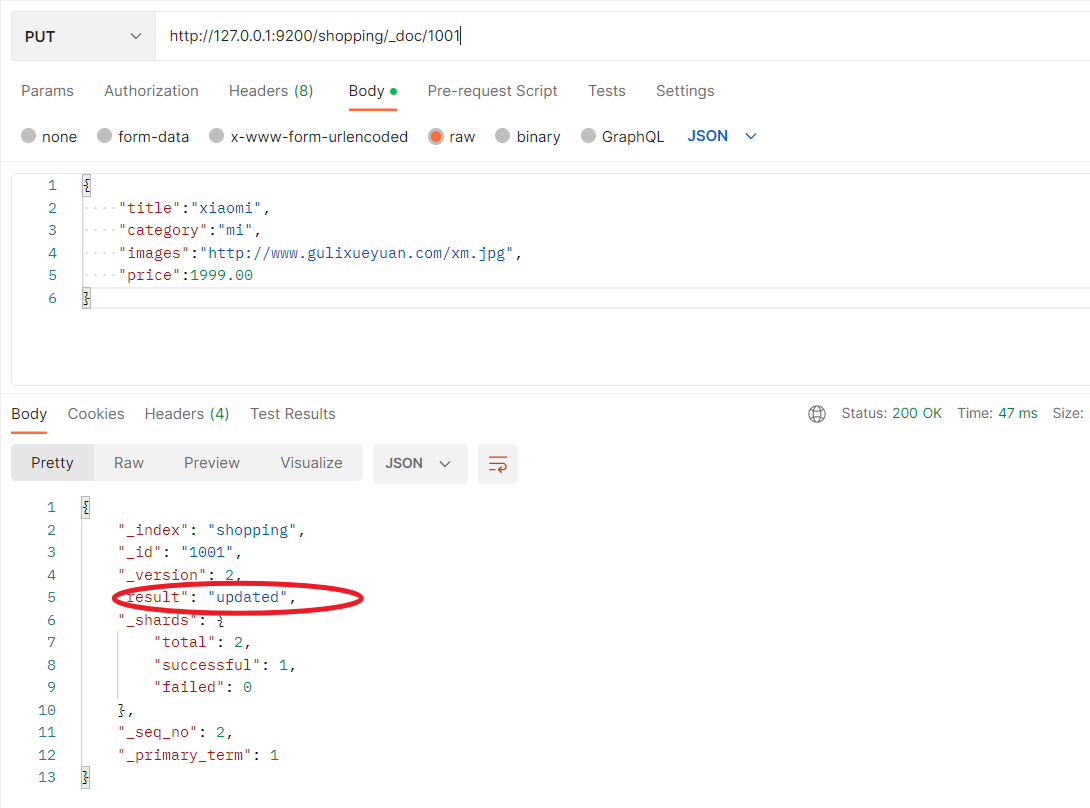 PUT http://127.0.0.1:9200/shopping/_doc/1001
Params Authorization Headers (8) Body Pre-request Script Tests Settings
none form-data x-www-form-urlencoded raw binary GraphQL JSON
1 {
2 "title":"xiaomi",
3 "category":"mi",
4 "images":"http://www.gulixueyuan.com/xm.jpg",
5 "price":1999.00
6 }
Body Cookies Headers (4) Test Results Status: 200 OK Time: 47 ms Size:
Pretty Raw Preview Visualize JSON
1 {
2 "_index": "shopping",
3 "_id": "1001",
4 "_version": 2,
5 "result": "updated",
6 "_shards": {
7 "total": 2,
8 "successful": 1,
9 "failed": 0
10 },
11 "_seq_no": 2,
12 "_primary_term": 1
13 }